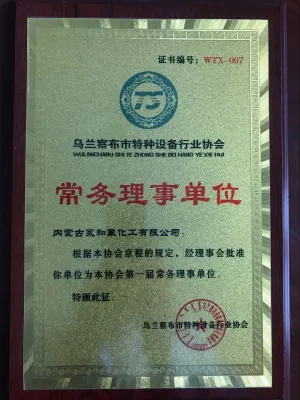 证书编号：WTX-007
乌兰察布市特种设备行业协会
WULANCHABU SHI TE ZHONG SHE BEI HANG YE XIE HUI
常务理事单位
内蒙古永和氟化工有限公司：
根据本协会章程的规定，经理事会批准
你单位为本协会第一届常务理事单位。
特颁此证。
乌兰察布市特种设备行业协会